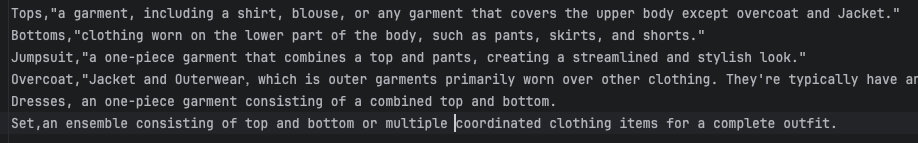 Tops,"a garment, including a shirt, blouse, or any garment that covers the upper body except overcoat and Jacket."
Bottoms,"clothing worn on the lower part of the body, such as pants, skirts, and shorts."
Jumpsuit,"a one-piece garment that combines a top and pants, creating a streamlined and stylish look."
Overcoat,"Jacket and Outerwear, which is outer garments primarily worn over other clothing. They're typically have
Dresses, an one-piece garment consisting of a combined top and bottom.
Set,an ensemble consisting of top and bottom or multiple coordinated clothing items for a complete outfit.